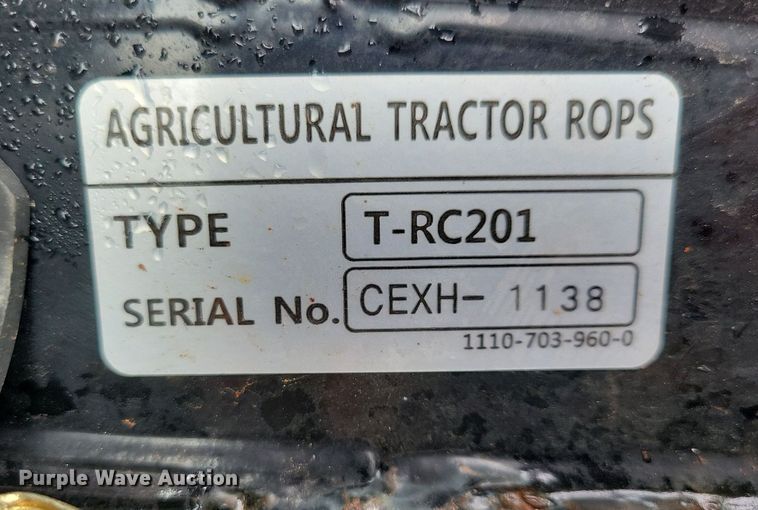 AGRICULTURAL TRACTOR ROPS
TYPE T-RC201
SERIAL No. CEXH- 1138
1110-703-960-0
Purple Wave Auction